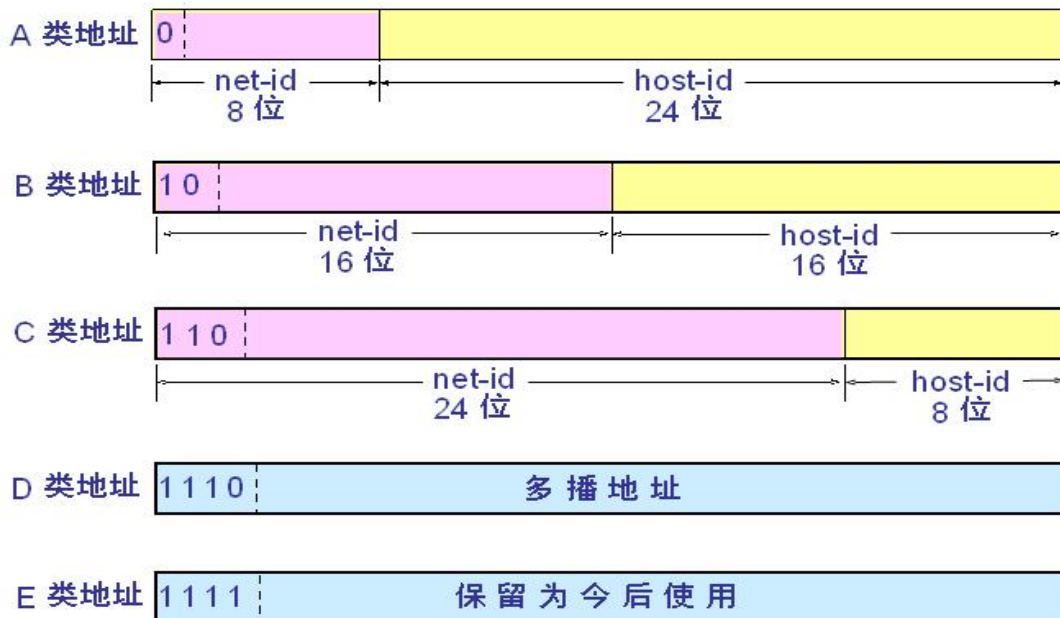 A 类地址 0
net-id host-id
8 位 24 位
B 类地址 1 0
net-id host-id
16 位 16 位
C 类地址 1 1 0
net-id host-id
24 位 8 位
D 类地址 1 1 1 0 多播地址
E 类地址 1 1 1 1 保留为今后使用